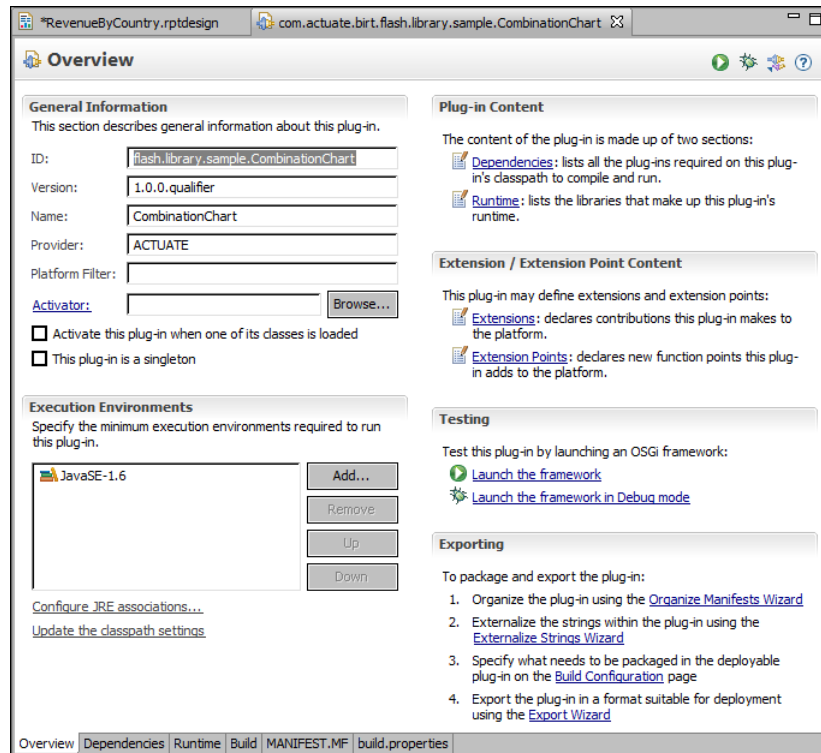 *RevenueByCountry.rptdesign
com.actuate.birt.flash.library.sample.CombinationChart
Overview
General Information
This section describes general information about this plug-in.
ID:
flash.library.sample.CombinationChart
Version:
1.0.0.qualifier
Name:
CombinationChart
Provider:
ACTUATE
Platform Filter:
Activator:
Browse...
Activate this plug-in when one of its classes is loaded
This plug-in is a singleton
Execution Environments
Specify the minimum execution environments required to run
this plug-in.
JavaSE-1.6
Add...
Remove
Up
Down
Configure JRE associations...
Update the classpath settings
Plug-in Content
The content of the plug-in is made up of two sections:
Dependencies: lists all the plug-ins required on this plug-
in's classpath to compile and run.
Runtime: lists the libraries that make up this plug-in's
runtime.
Extension / Extension Point Content
This plug-in may define extensions and extension points:
Extensions: declares contributions this plug-in makes to
the platform.
Extension Points: declares new function points this plug-
in adds to the platform.
Testing
Test this plug-in by launching an OSGi framework:
Launch the framework
Launch the framework in Debug mode
Exporting
To package and export the plug-in:
1. Organize the plug-in using the Organize Manifests Wizard
2. Externalize the strings within the plug-in using the
Externalize Strings Wizard
3. Specify what needs to be packaged in the deployable
plug-in on the Build Configuration page
4. Export the plug-in in a format suitable for deployment
using the Export Wizard
Overview Dependencies Runtime Build MANIFEST.MF build.properties